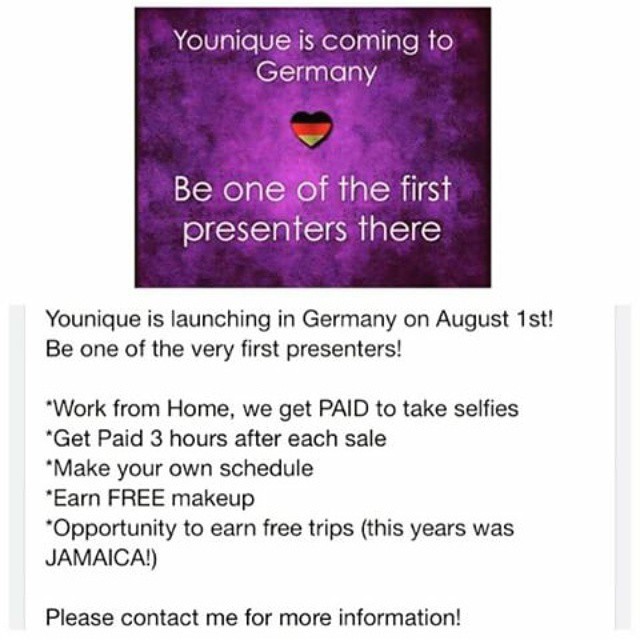 Younique is coming to
Germany
Be one of the first
presenters there
Younique is launching in Germany on August 1st!
Be one of the very first presenters!
*Work from Home, we get PAID to take selfies
*Get Paid 3 hours after each sale
*Make your own schedule
*Earn FREE makeup
*Opportunity to earn free trips (this years was
JAMAICA!)
Please contact me for more information!